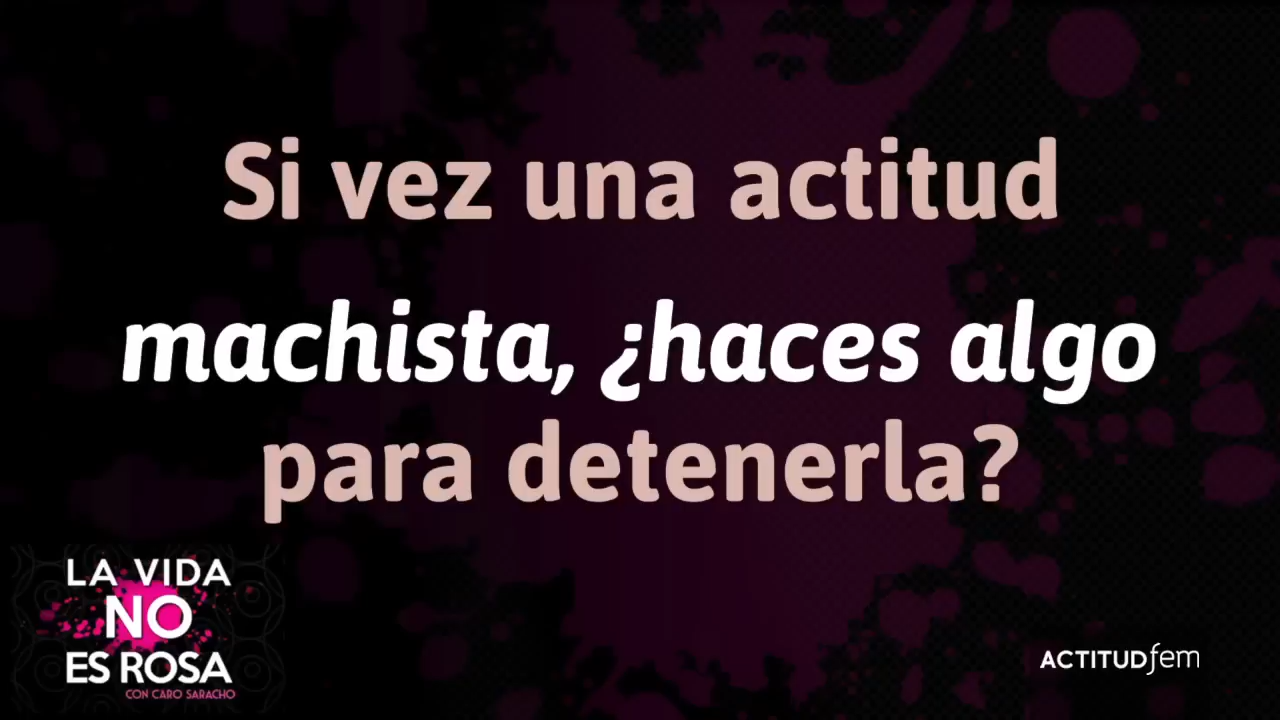 Si vez una actitud
machista, ¿haces algo
para detenerla?
LA VIDA
NO
ES ROSA
CON CARO SARACHO
ACTITUDfem